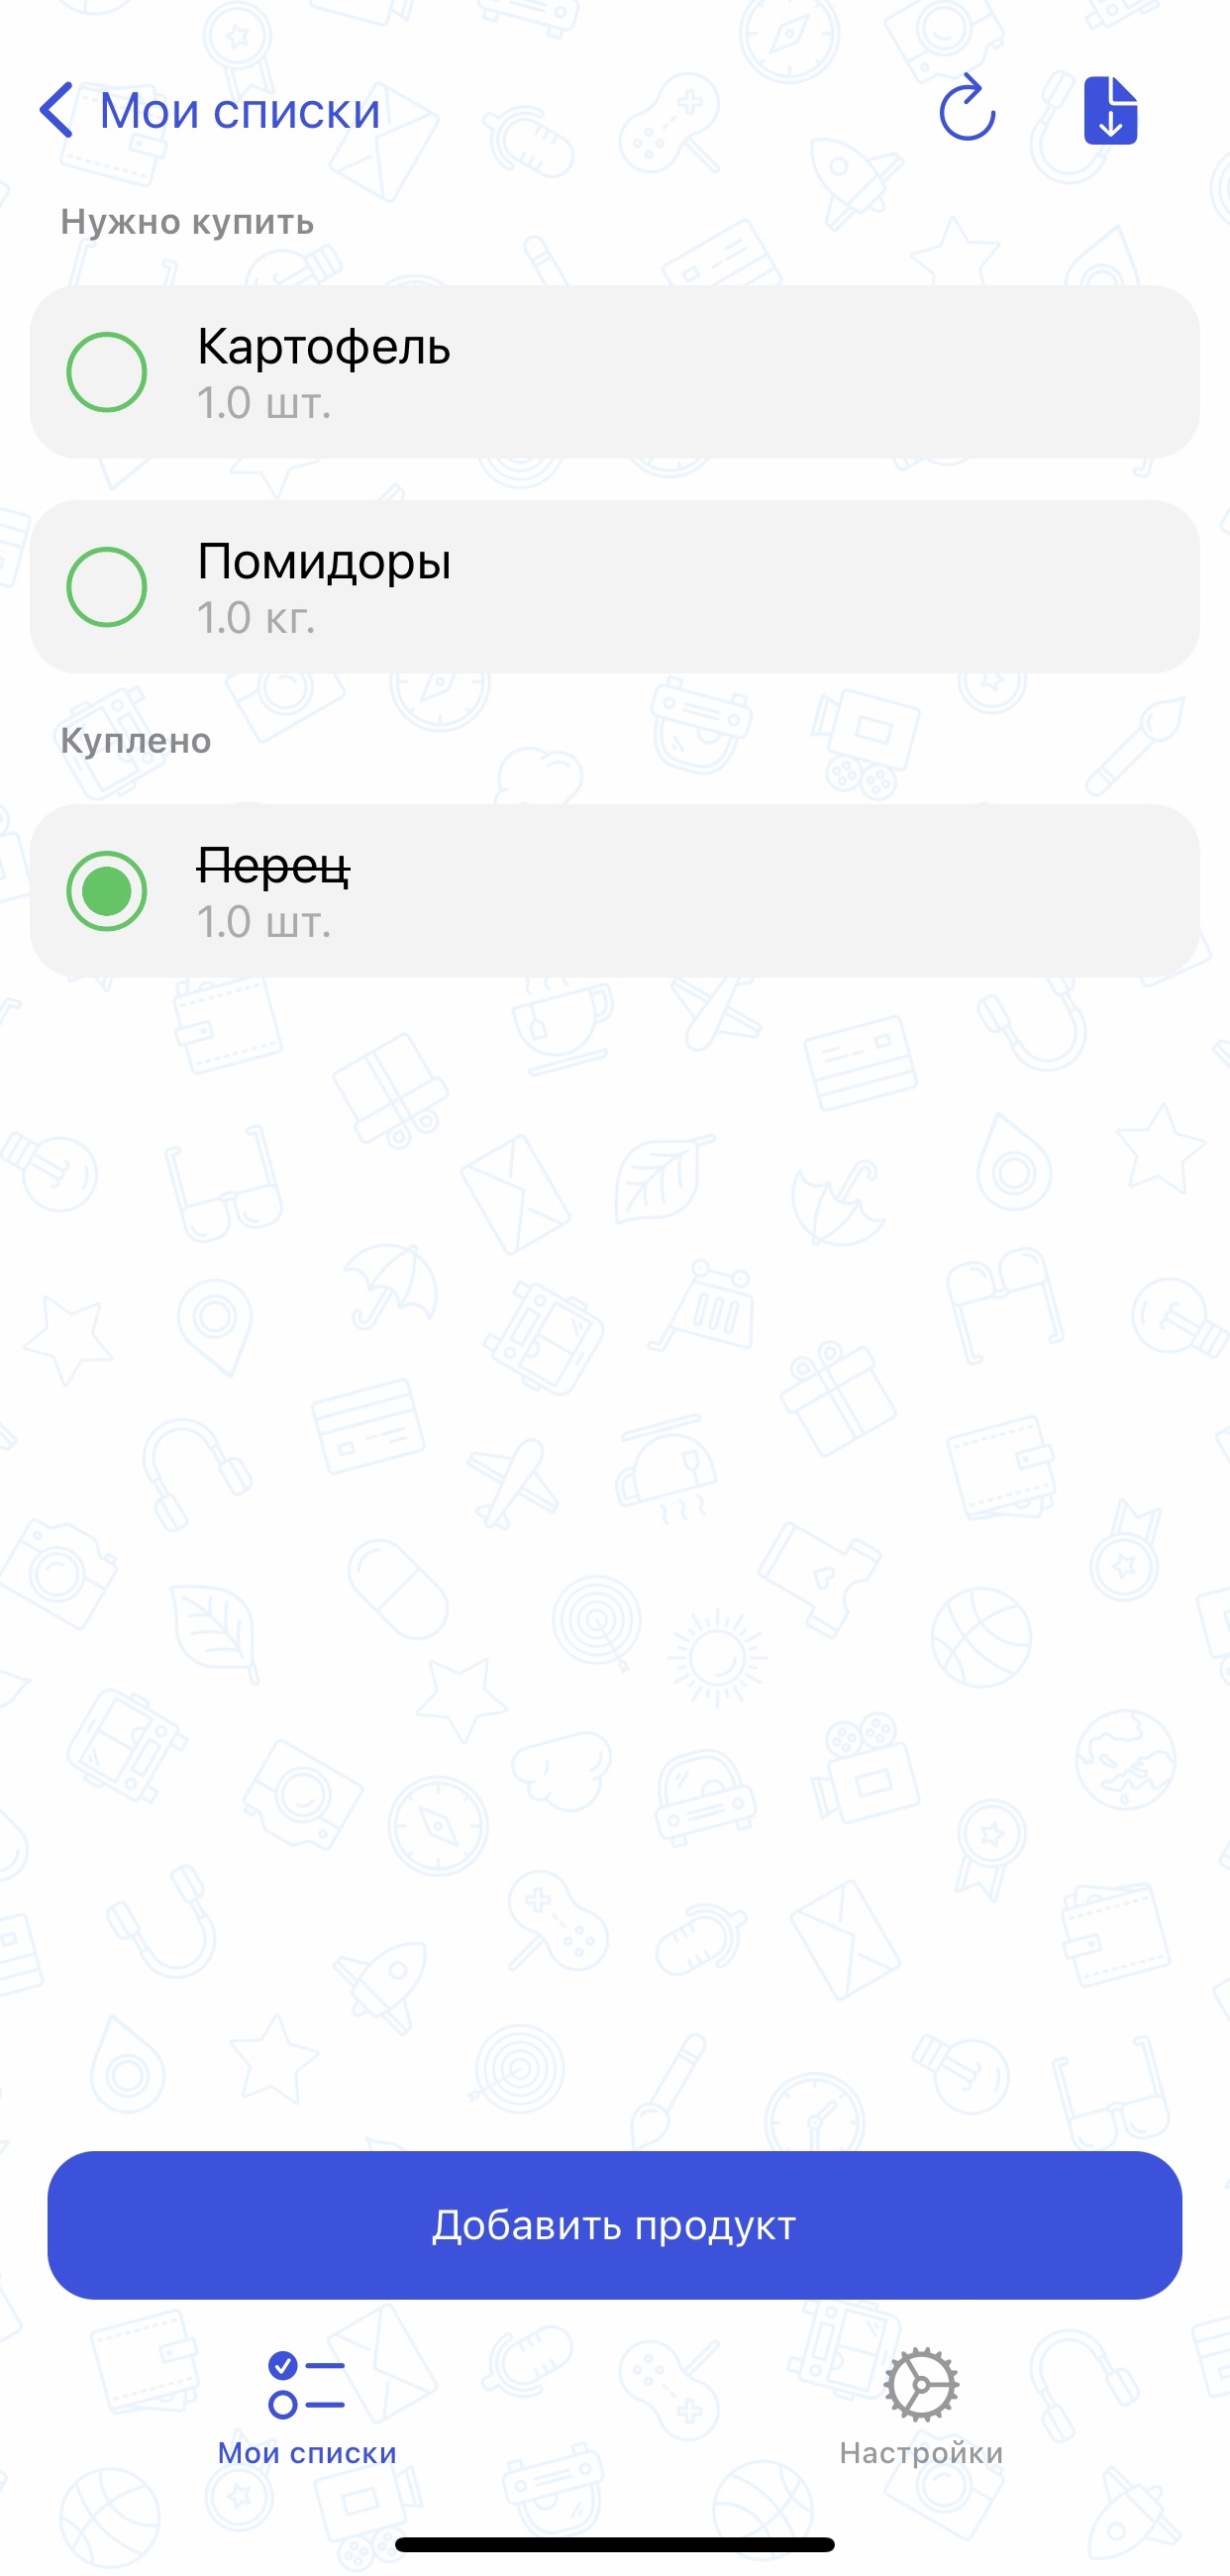 Мои списки
Нужно купить
Картофель
1.0 шт.
Помидоры
1.0 кг.
Куплено
Перец
1.0 шт.
Добавить продукт
Мои списки
Настройки